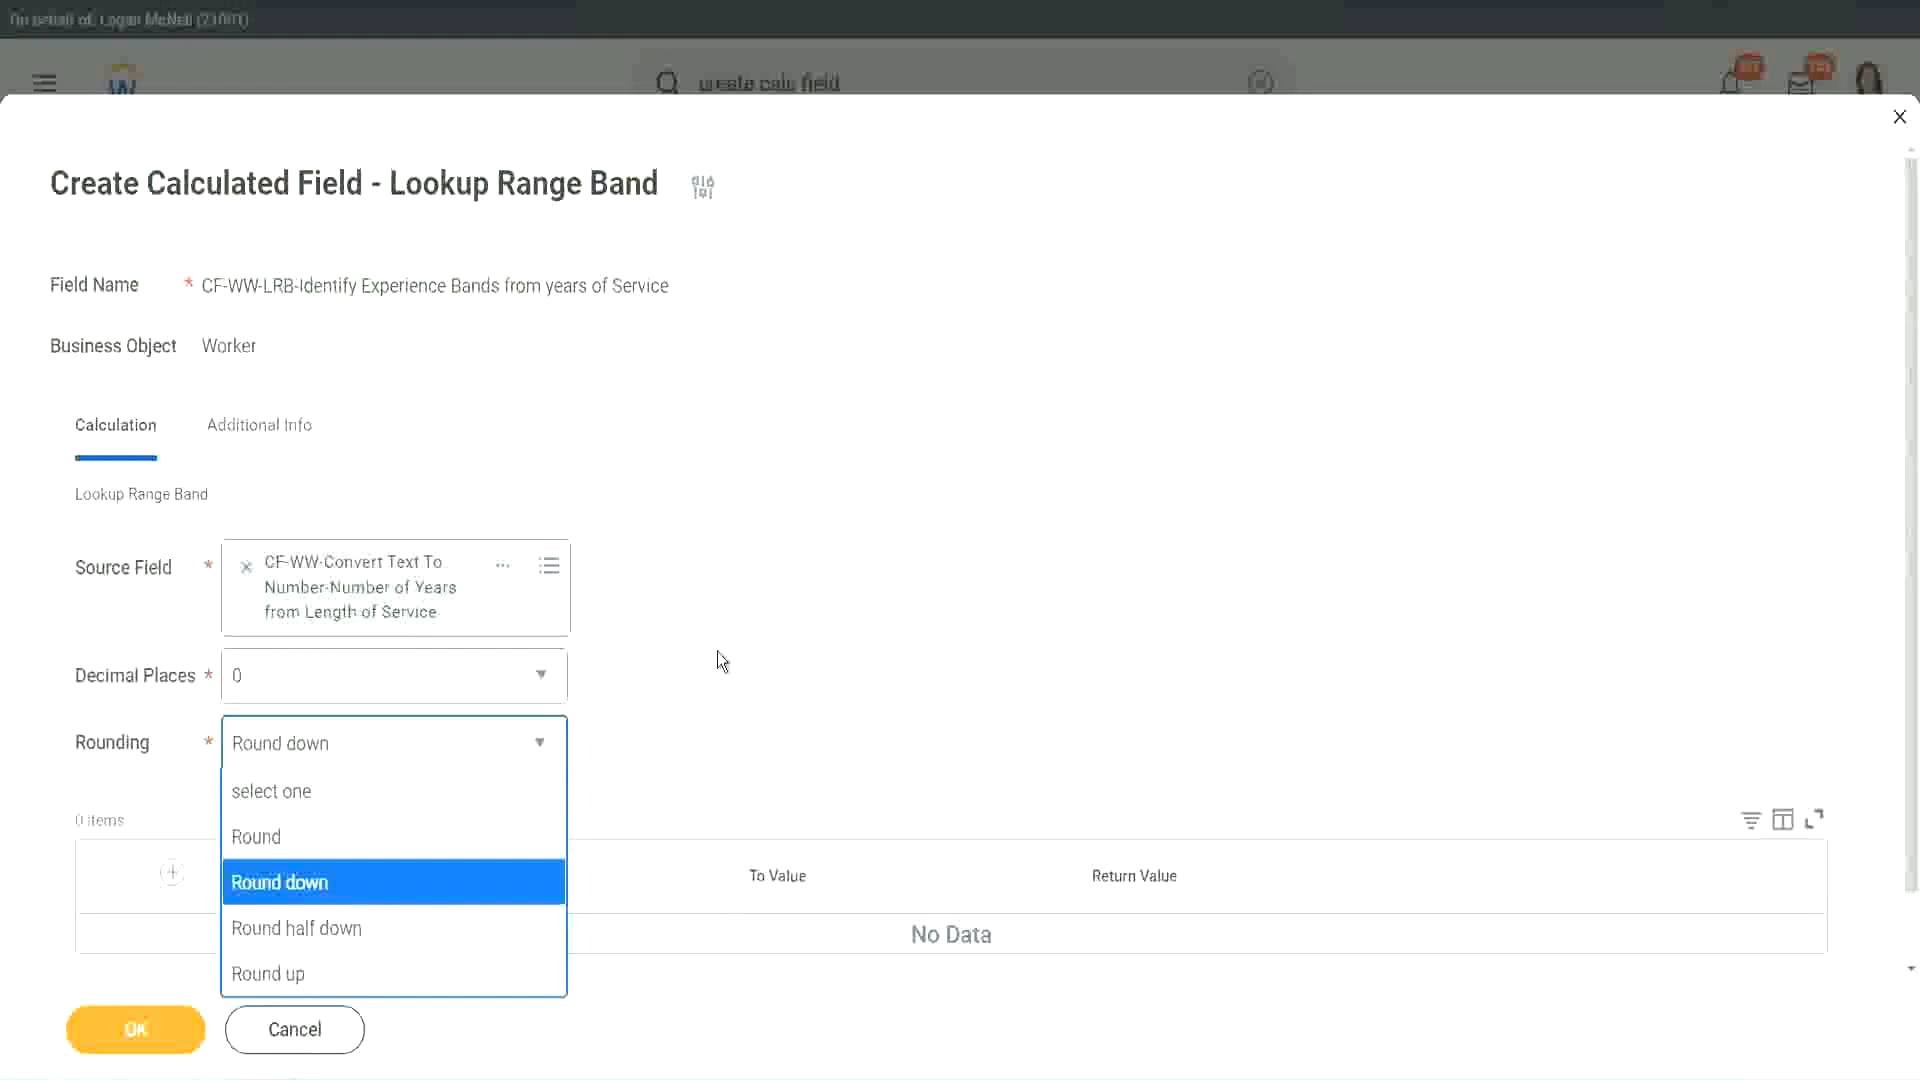 On behalf of: Logan McNeil
create calc field
Create Calculated Field - Lookup Range Band
Field Name * CF-WW-LRB-Identify Experience Bands from years of Service
Business Object Worker
Calculation Additional Info
Lookup Range Band
Source Field * CF-WW-Convert Text To
Number-Number of Years
from Length of Service
Decimal Places * 0
Rounding * Round down
select one
Round
Round down
Round half down
Round up
0 items
To Value Return Value
No Data
OK Cancel